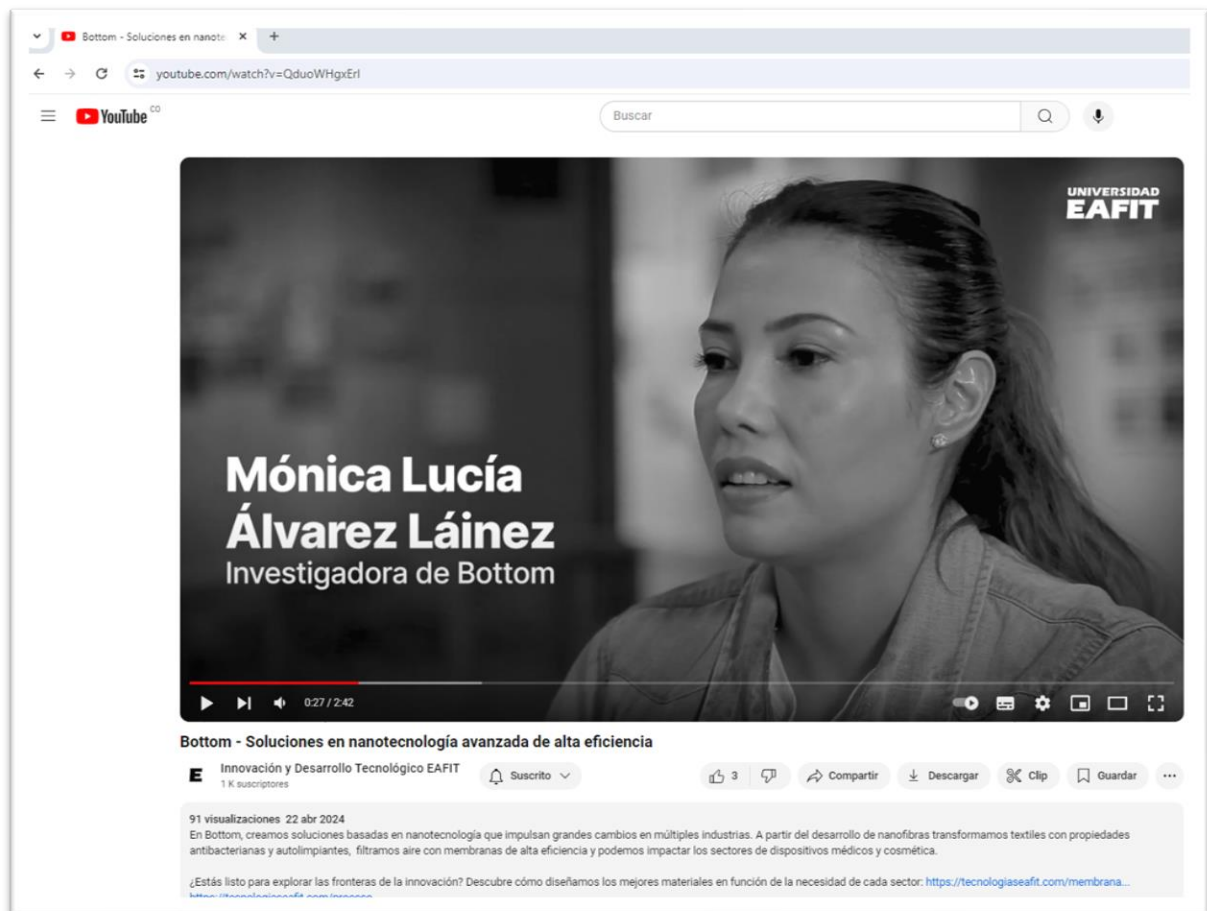 Bottom - Soluciones en nanote
youtube.com/watch?v=QduoWHgxErI
YouTube CO
Buscar
UNIVERSIDAD
EAFIT
Mónica Lucía
Álvarez Láinez
Investigadora de Bottom
0:27 / 2:42
Bottom - Soluciones en nanotecnología avanzada de alta eficiencia
E
Innovación y Desarrollo Tecnológico EAFIT
1 K suscriptores
Suscrito
3
Compartir
Descargar
Clip
Guardar
91 visualizaciones 22 abr 2024
En Bottom, creamos soluciones basadas en nanotecnología que impulsan grandes cambios en múltiples industrias. A partir del desarrollo de nanofibras transformamos textiles con propiedades
antibacterianas y autolimpiantes, filtramos aire con membranas de alta eficiencia y podemos impactar los sectores de dispositivos médicos y cosmética.
¿Estás listo para explorar las fronteras de la innovación? Descubre cómo diseñamos los mejores materiales en función de la necesidad de cada sector: https://tecnologiaseafit.com/membrana...
https://tecnologiaseafit.com/proceso...